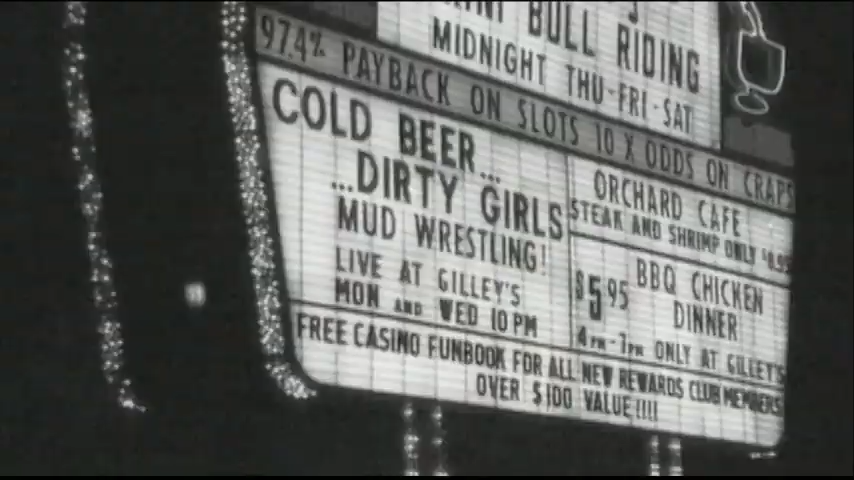 BULL RIDING
MIDNIGHT THU-FRI-SAT
97.4% PAYBACK ON SLOTS 10 X ODDS ON CRAPS
COLD BEER...
...DIRTY GIRLS
MUD WRESTLING!
LIVE AT GILLEY'S
MON AND WED 10PM
ORCHARD CAFE
STEAK AND SHRIMP ONLY
BBQ CHICKEN
$5.95 DINNER
4PM-7PM ONLY AT GILLEY'S
FREE CASINO FUNBOOK FOR ALL NEW REWARDS CLUB MEMBERS
OVER $100 VALUE!!!!